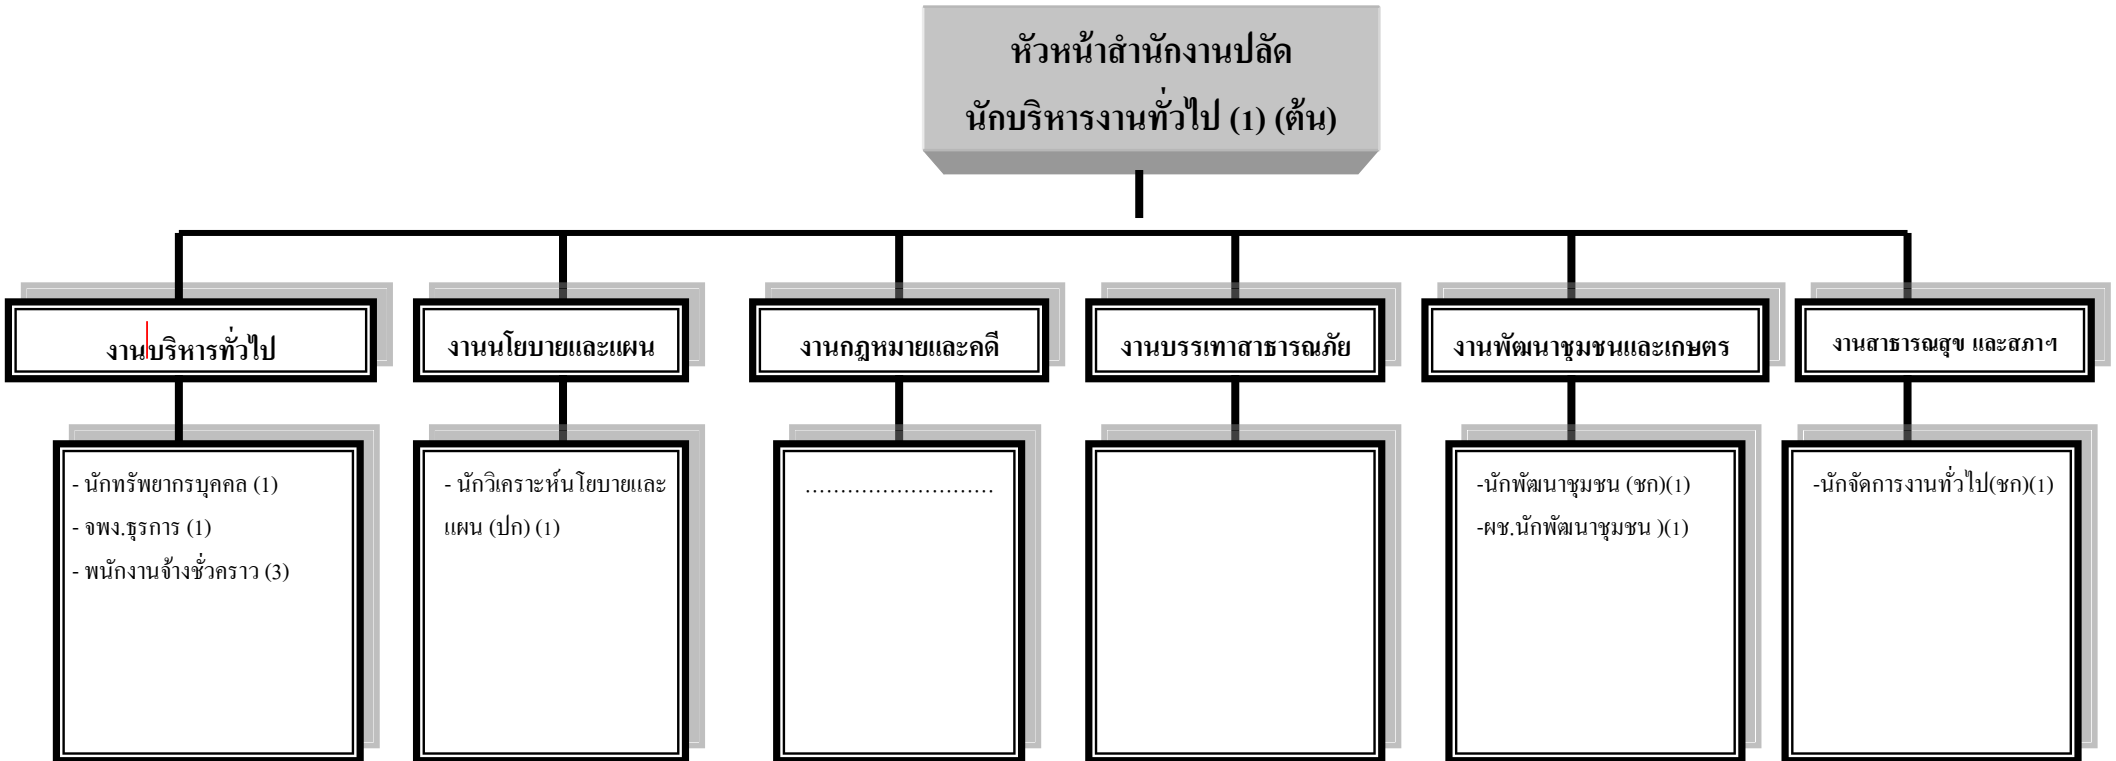 หัวหน้าสำนักงานปลัด
นักบริหารงานทั่วไป (1) (ต้น)
งานบริหารทั่วไป
งานนโยบายและแผน
งานกฎหมายและคดี
งานบรรเทาสาธารณภัย
งานพัฒนาชุมชนและเกษตร
งานสาธารณสุข และสภาฯ
- นักทรัพยากรบุคคล (1)
- จพง.ธุรการ (1)
- พนักงานจ้างชั่วคราว (3)
- นักวิเคราะห์นโยบายและ
แผน (ปก) (1)
...........................
-นักพัฒนาชุมชน (ชก)(1)
-ผช.นักพัฒนาชุมชน )(1)
-นักจัดการงานทั่วไป(ชก)(1)